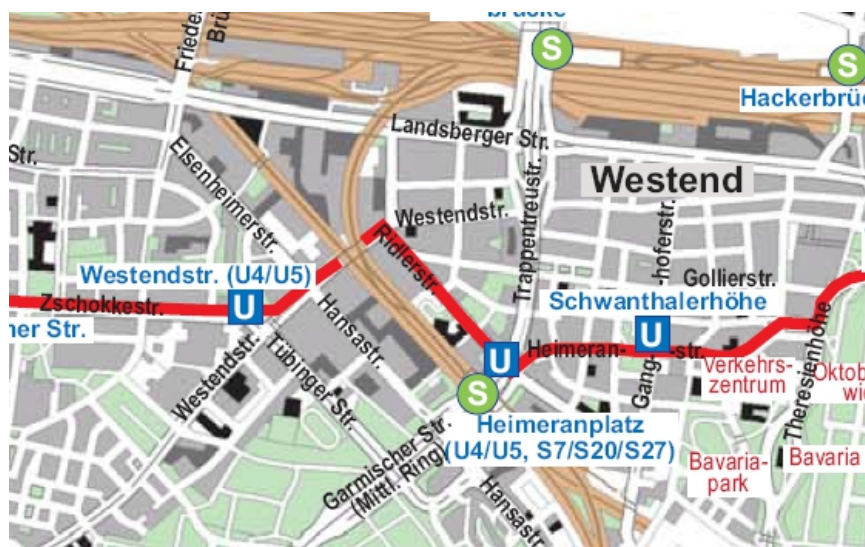 brücke
S
Frieden
Brü
S
Hackerbrüc
Landsberger Str.
Str.
Elsenheimerstr.
Westend
Westendstr.
Trappentreustr.
-hoferstr.
Ridlerstr.
Westendstr. (U4/U5)
Gollierstr.
Schwanthalerhöhe
Zschokkestr.
U
Hansastr.
U
ner Str.
Heimeran-
-str.
U
Theresienhöhe
Verkehrs-
zentrum
Oktob
wie
Westendstr.
Tübinger Str.
Gang-
S
Heimeranplatz
(U4/U5, S7/S20/S27)
Garmischer Str.
(Mittl. Ring)
Hansastr.
Bavaria-
park
Bavaria